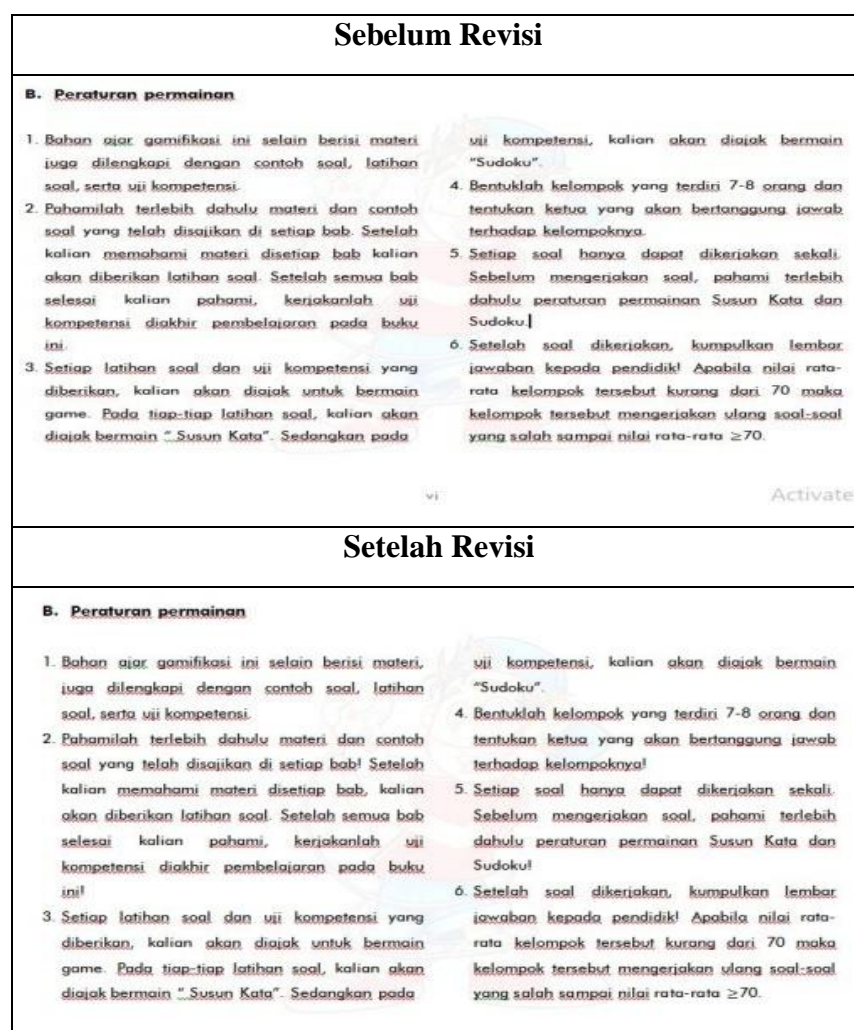 Sebelum Revisi
B. Peraturan permainan
1. Bahan ajar gamifikasi ini selain berisi materi
juga dilengkapi dengan contoh soal, latihan
soal, serta uji kompetensi.
2. Pahamilah terlebih dahulu materi dan contoh
soal yang telah disajikan di setiap bab. Setelah
kalian memahami materi disetiap bab kalian
akan diberikan latihan soal. Setelah semua bab
selesai kalian pahami, kerjakanlah uji
kompetensi diakhir pembelajaran pada buku
ini.
3. Setiap latihan soal dan uji kompetensi yang
diberikan, kalian akan diajak untuk bermain
game. Pada tiap-tiap latihan soal, kalian akan
diajak bermain " Susun Kata". Sedangkan pada
uji kompetensi, kalian akan diajak bermain
"Sudoku".
4. Bentuklah kelompok yang terdiri 7-8 orang dan
tentukan ketua yang akan bertanggung jawab
terhadap kelompoknya.
5. Setiap soal hanya dapat dikerjakan sekali.
Sebelum mengerjakan soal, pahami terlebih
dahulu peraturan permainan Susun Kata dan
Sudoku.
6. Setelah soal dikerjakan, kumpulkan lembar
jawaban kepada pendidik! Apabila nilai rata-
rata kelompok tersebut kurang dari 70 maka
kelompok tersebut mengerjakan ulang soal-soal
yang salah sampai nilai rata-rata ≥70.
vi
Activate
Setelah Revisi
B. Peraturan permainan
1. Bahan ajar gamifikasi ini selain berisi materi,
juga dilengkapi dengan contoh soal, latihan
soal, serta uji kompetensi.
2. Pahamilah terlebih dahulu materi dan contoh
soal yang telah disajikan di setiap bab! Setelah
kalian memahami materi disetiap bab, kalian
akan diberikan latihan soal. Setelah semua bab
selesai kalian pahami, kerjakanlah uji
kompetensi diakhir pembelajaran pada buku
ini!
3. Setiap latihan soal dan uji kompetensi yang
diberikan, kalian akan diajak untuk bermain
game. Pada tiap-tiap latihan soal, kalian akan
diajak bermain " Susun Kata". Sedangkan pada
uji kompetensi, kalian akan diajak bermain
"Sudoku".
4. Bentuklah kelompok yang terdiri 7-8 orang dan
tentukan ketua yang akan bertanggung jawab
terhadap kelompoknya!
5. Setiap soal hanya dapat dikerjakan sekali.
Sebelum mengerjakan soal, pahami terlebih
dahulu peraturan permainan Susun Kata dan
Sudoku!
6. Setelah soal dikerjakan, kumpulkan lembar
jawaban kepada pendidik! Apabila nilai rata-
rata kelompok tersebut kurang dari 70 maka
kelompok tersebut mengerjakan ulang soal-soal
yang salah sampai nilai rata-rata ≥70.